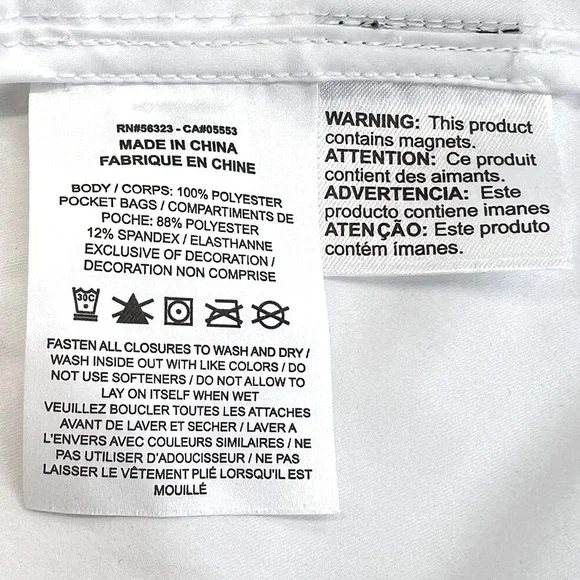 RN#56323 - CA#05553
MADE IN CHINA
FABRIQUE EN CHINE
BODY / CORPS: 100% POLYESTER
POCKET BAGS / COMPARTIMENTS DE
POCHE: 88% POLYESTER
12% SPANDEX / ELASTHANNE
EXCLUSIVE OF DECORATION /
DECORATION NON COMPRISE
30C
FASTEN ALL CLOSURES TO WASH AND DRY /
WASH INSIDE OUT WITH LIKE COLORS / DO
NOT USE SOFTENERS / DO NOT ALLOW TO
LAY ON ITSELF WHEN WET
VEUILLEZ BOUCLER TOUTES LES ATTACHES
AVANT DE LAVER ET SECHER / LAVER A
L'ENVERS AVEC COULEURS SIMILAIRES / NE
PAS UTILISER D'ADOUCISSEUR / NE PAS
LAISSER LE VÊTEMENT PLIÉ LORSQU'IL EST
MOUILLÉ
WARNING: This product
contains magnets.
ATTENTION: Ce produit
contient des aimants.
ADVERTENCIA: Este
producto contiene imanes
ATENÇÃO: Este produto
contém ímanes.